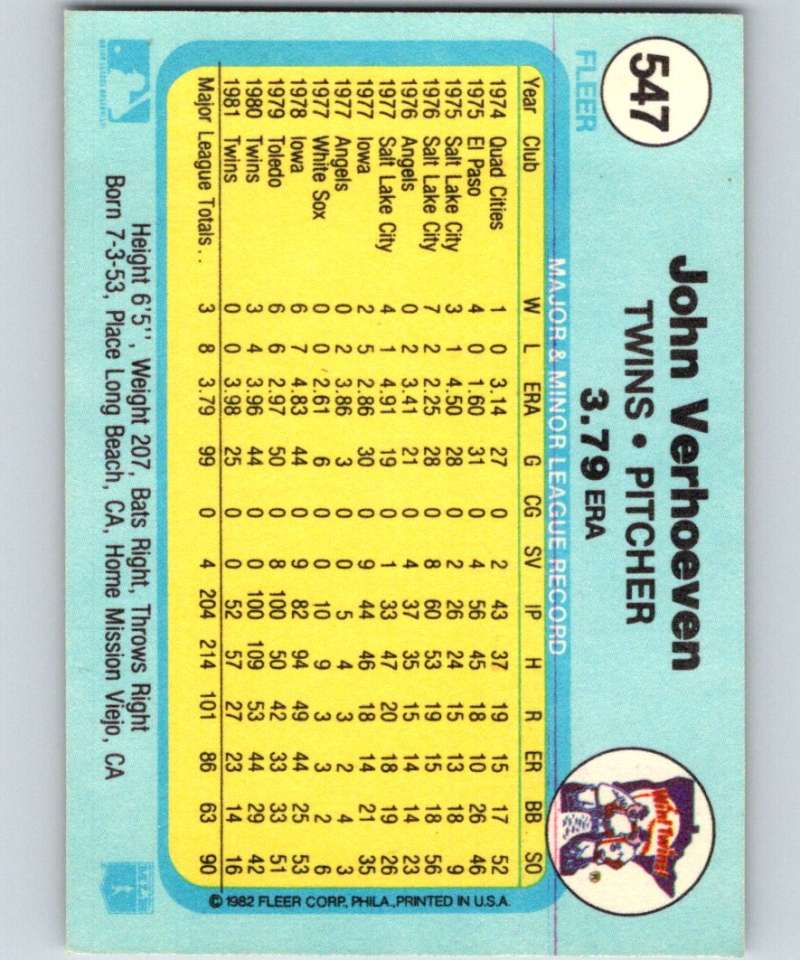 547
FLEER
John Verhoeven
TWINS • PITCHER
3.79 ERA
Win! Twins!
MAJOR & MINOR LEAGUE RECORD
Year Club W L ERA G CG SV IP H R ER BB SO
1974 Quad Cities 1 0 3.14 27 0 2 43 37 19 15 17 52
1975 El Paso 4 0 1.60 31 0 4 56 45 18 10 26 46
1975 Salt Lake City 3 1 4.50 28 0 2 26 24 15 13 18 9
1976 Salt Lake City 7 2 2.25 28 0 8 60 53 19 15 18 56
1976 Angels 0 2 3.41 21 0 4 37 35 15 14 14 23
1977 Salt Lake City 4 1 4.91 19 0 1 33 47 20 18 19 26
1977 Iowa 2 5 2.86 30 0 9 44 46 18 14 21 35
1977 Angels 0 2 3.86 3 0 0 5 4 3 2 4 3
1977 White Sox 0 0 2.61 6 0 0 10 9 3 3 2 6
1978 Iowa 6 7 4.83 44 0 9 82 94 49 44 25 53
1979 Toledo 6 6 2.97 50 0 8 100 50 42 33 33 51
1980 Twins 3 4 3.96 44 0 0 100 109 53 44 29 42
1981 Twins 0 0 3.98 25 0 0 52 57 27 23 14 16
Major League Totals . . 3 8 3.79 99 0 4 204 214 101 86 63 90
© 1982 FLEER CORP., PHILA., PRINTED IN U.S.A.
Height 6'5'', Weight 207, Bats Right, Throws Right
Born 7-3-53, Place Long Beach, CA, Home Mission Viejo, CA